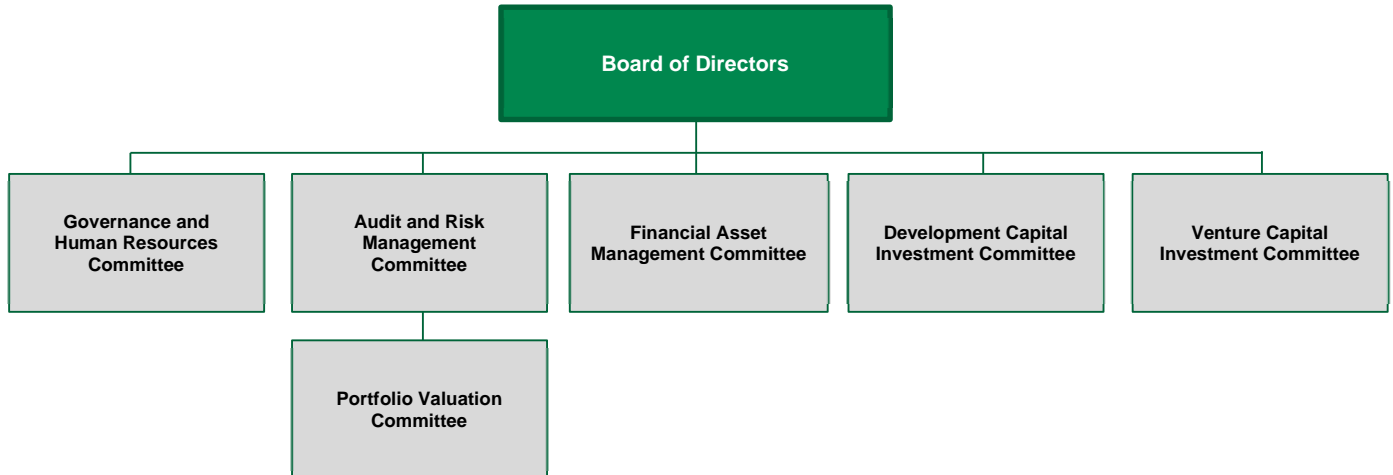 Board of Directors
Governance and
Human Resources
Committee
Audit and Risk
Management
Committee
Financial Asset
Management Committee
Development Capital
Investment Committee
Venture Capital
Investment Committee
Portfolio Valuation
Committee